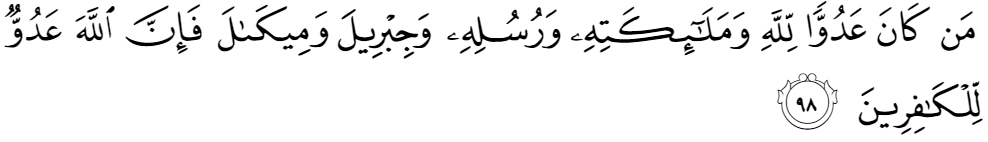 مَن كَانَ عَدُوًّا لِّلَّهِ وَمَلَـٰٓئِكَتِهِۦ وَرُسُلِهِۦ وَجِبْرِيلَ وَمِيكَىٰلَ فَإِنَّ ٱللَّهَ عَدُوٌّ
لِّلْكَـٰفِرِينَ ٩٨